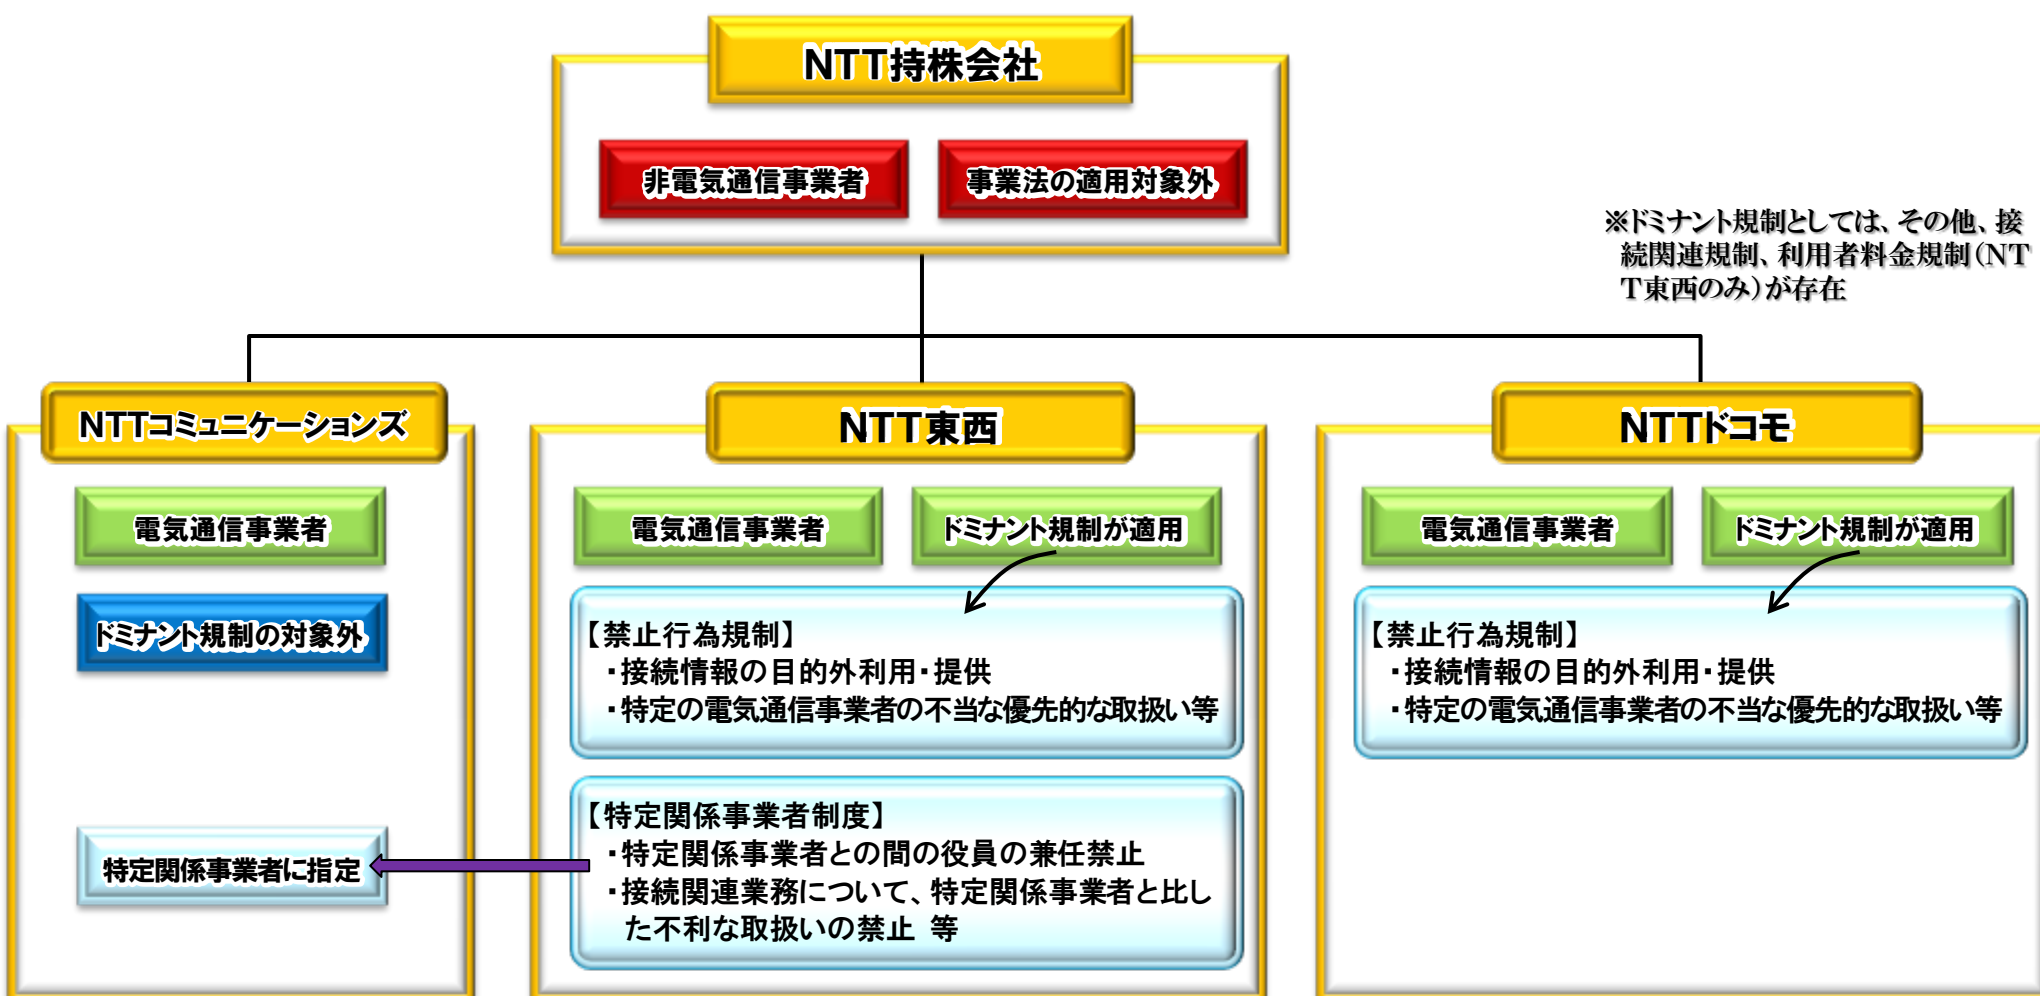 NTT持株会社
非電気通信事業者
事業法の適用対象外
※ドミナント規制としては、その他、接
続関連規制、利用者料金規制(NT
T東西のみ)が存在
NTTコミュニケーションズ
電気通信事業者
ドミナント規制の対象外
特定関係事業者に指定
NTT東西
電気通信事業者
ドミナント規制が適用
【禁止行為規制】
・接続情報の目的外利用・提供
・特定の電気通信事業者の不当な優先的な取扱い等
【特定関係事業者制度】
・特定関係事業者との間の役員の兼任禁止
・接続関連業務について、特定関係事業者と比し
た不利な取扱いの禁止 等
NTTドコモ
電気通信事業者
ドミナント規制が適用
【禁止行為規制】
・接続情報の目的外利用・提供
・特定の電気通信事業者の不当な優先的な取扱い等